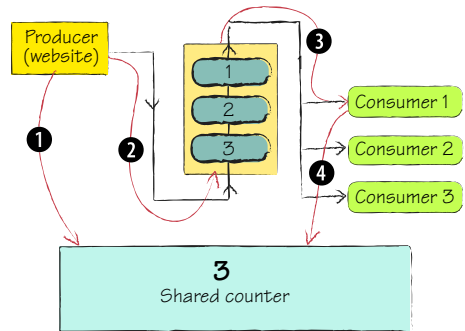 Producer
(website)
1
2
3
1
2
3
4
Consumer 1
Consumer 2
Consumer 3
3
Shared counter